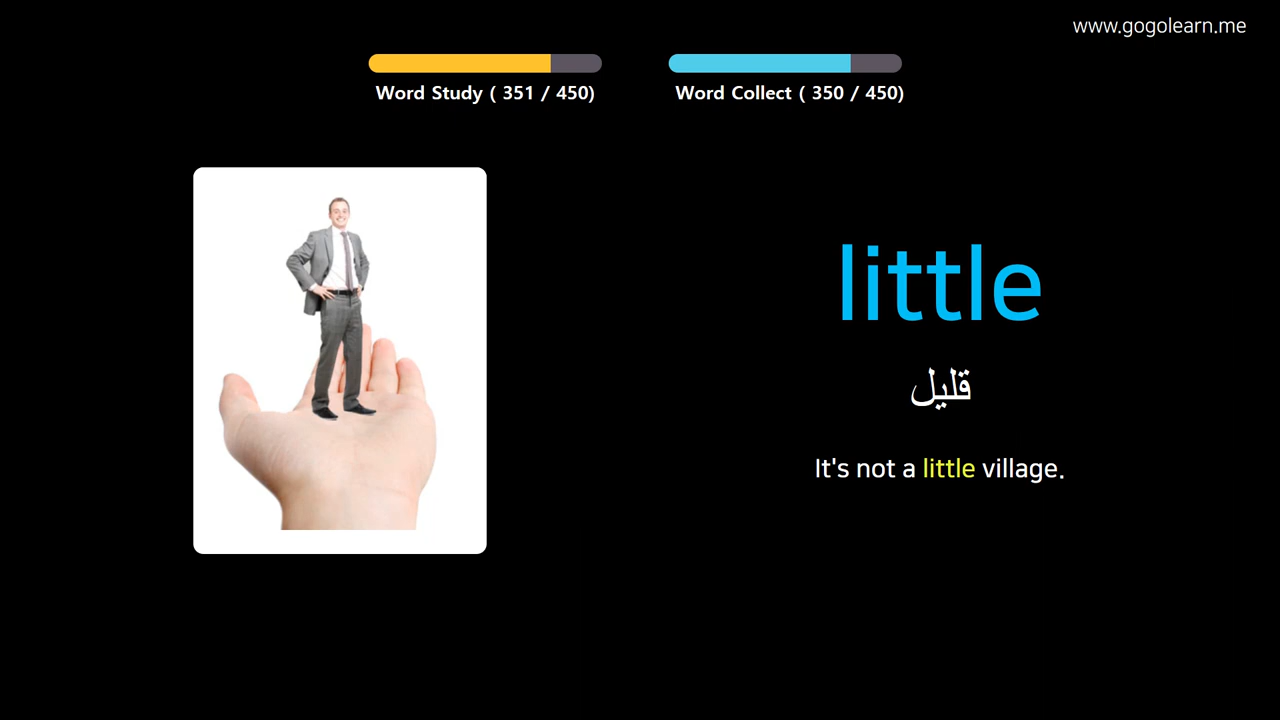 www.gogolearn.me
Word Study ( 351 / 450)
Word Collect ( 350 / 450)
little
قليل
It's not a little village.